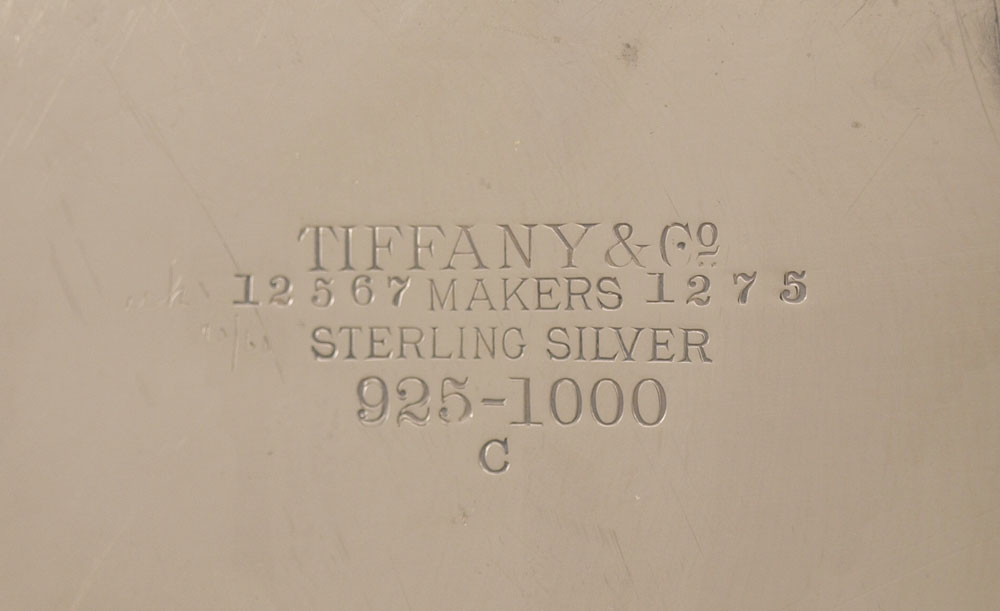 TIFFANY & Cº
12567 MAKERS 1275
STERLING SILVER
925-1000
C